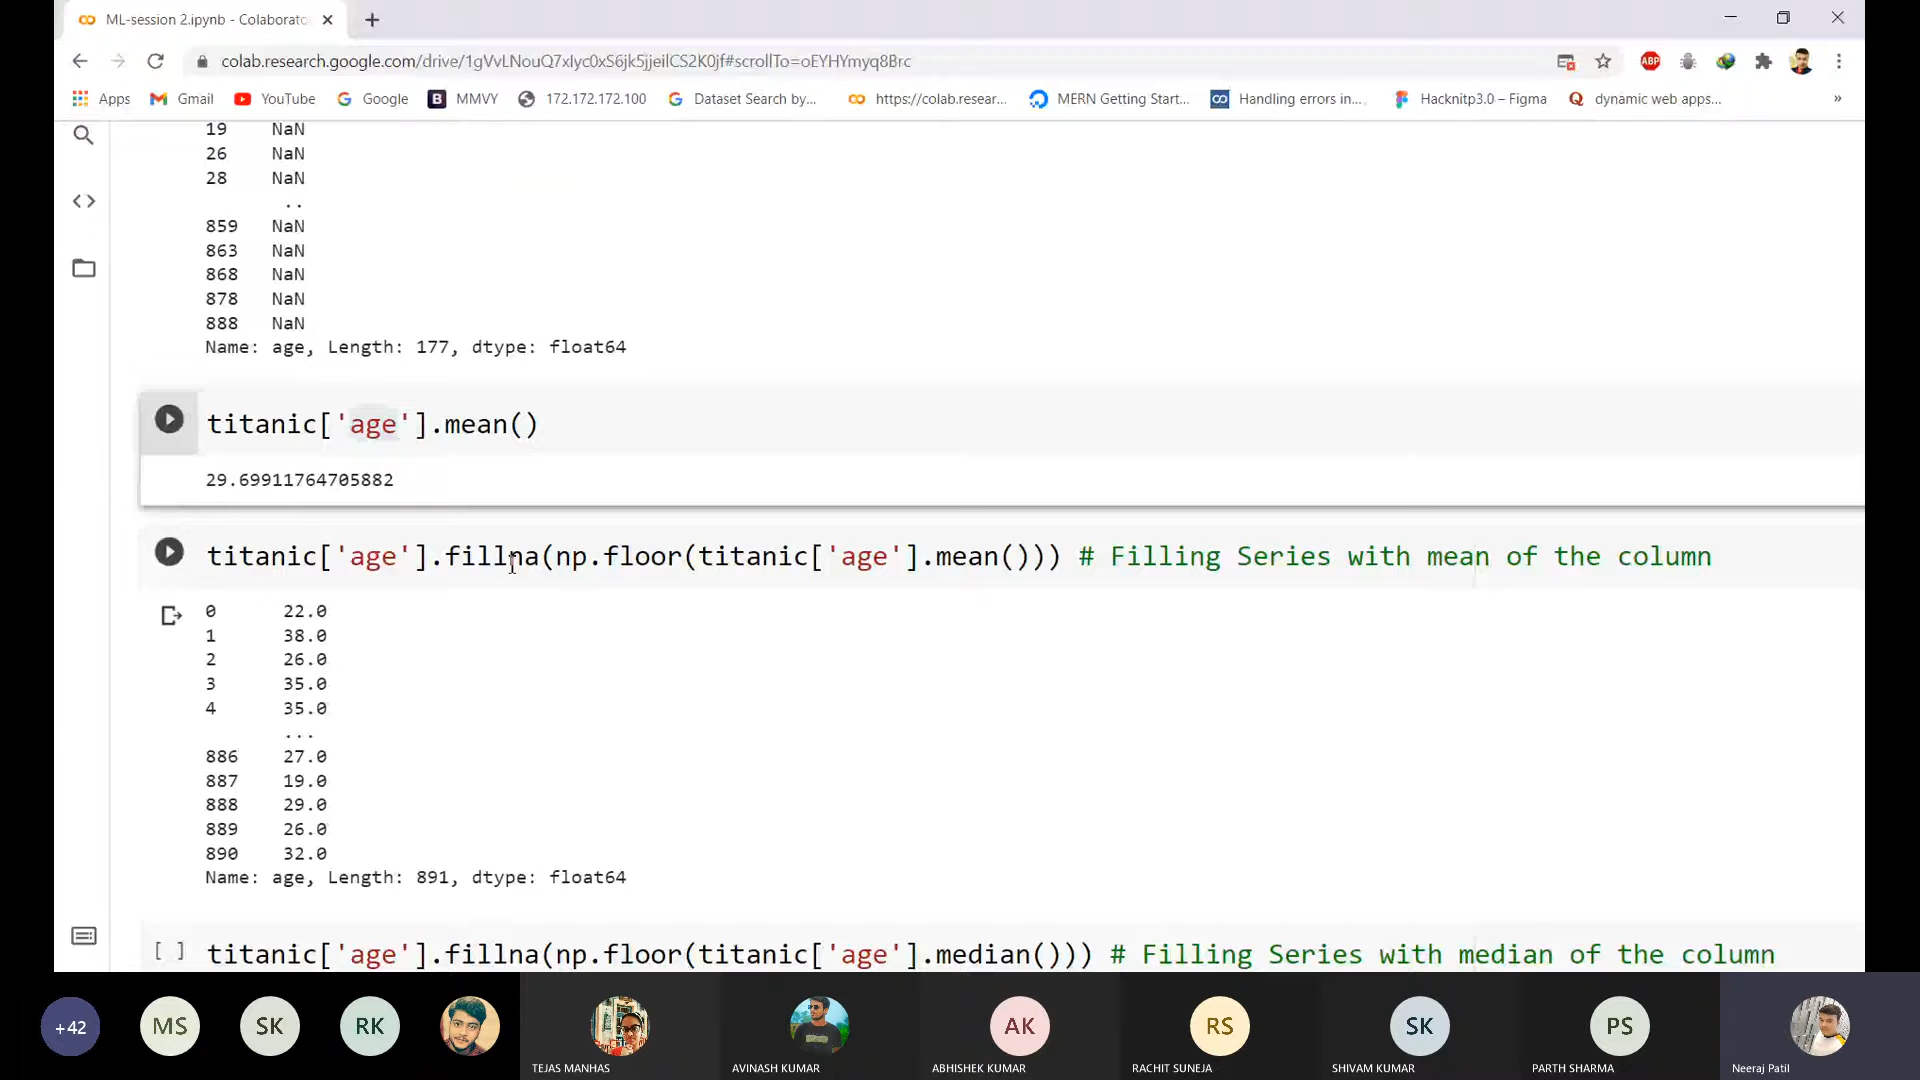 ML-session 2.ipynb - Colaborato
colab.research.google.com/drive/1gVvLNouQ7xIyc0xS6jk5jjeilCS2K0jf#scrollTo=oEYHYmyq8Brc
ABP
Apps Gmail YouTube Google MMVY 172.172.172.100 Dataset Search by... https://colab.resear... MERN Getting Start... Handling errors in... Hacknitp3.0 – Figma dynamic web apps... »
19 NaN
26 NaN
28 NaN
..
859 NaN
863 NaN
868 NaN
878 NaN
888 NaN
Name: age, Length: 177, dtype: float64
titanic['age'].mean()
29.69911764705882
titanic['age'].fillna(np.floor(titanic['age'].mean())) # Filling Series with mean of the column
0 22.0
1 38.0
2 26.0
3 35.0
4 35.0
...
886 27.0
887 19.0
888 29.0
889 26.0
890 32.0
Name: age, Length: 891, dtype: float64
[ ] titanic['age'].fillna(np.floor(titanic['age'].median())) # Filling Series with median of the column
+42 MS SK RK AK RS SK PS
TEJAS MANHAS AVINASH KUMAR ABHISHEK KUMAR RACHIT SUNEJA SHIVAM KUMAR PARTH SHARMA Neeraj Patil